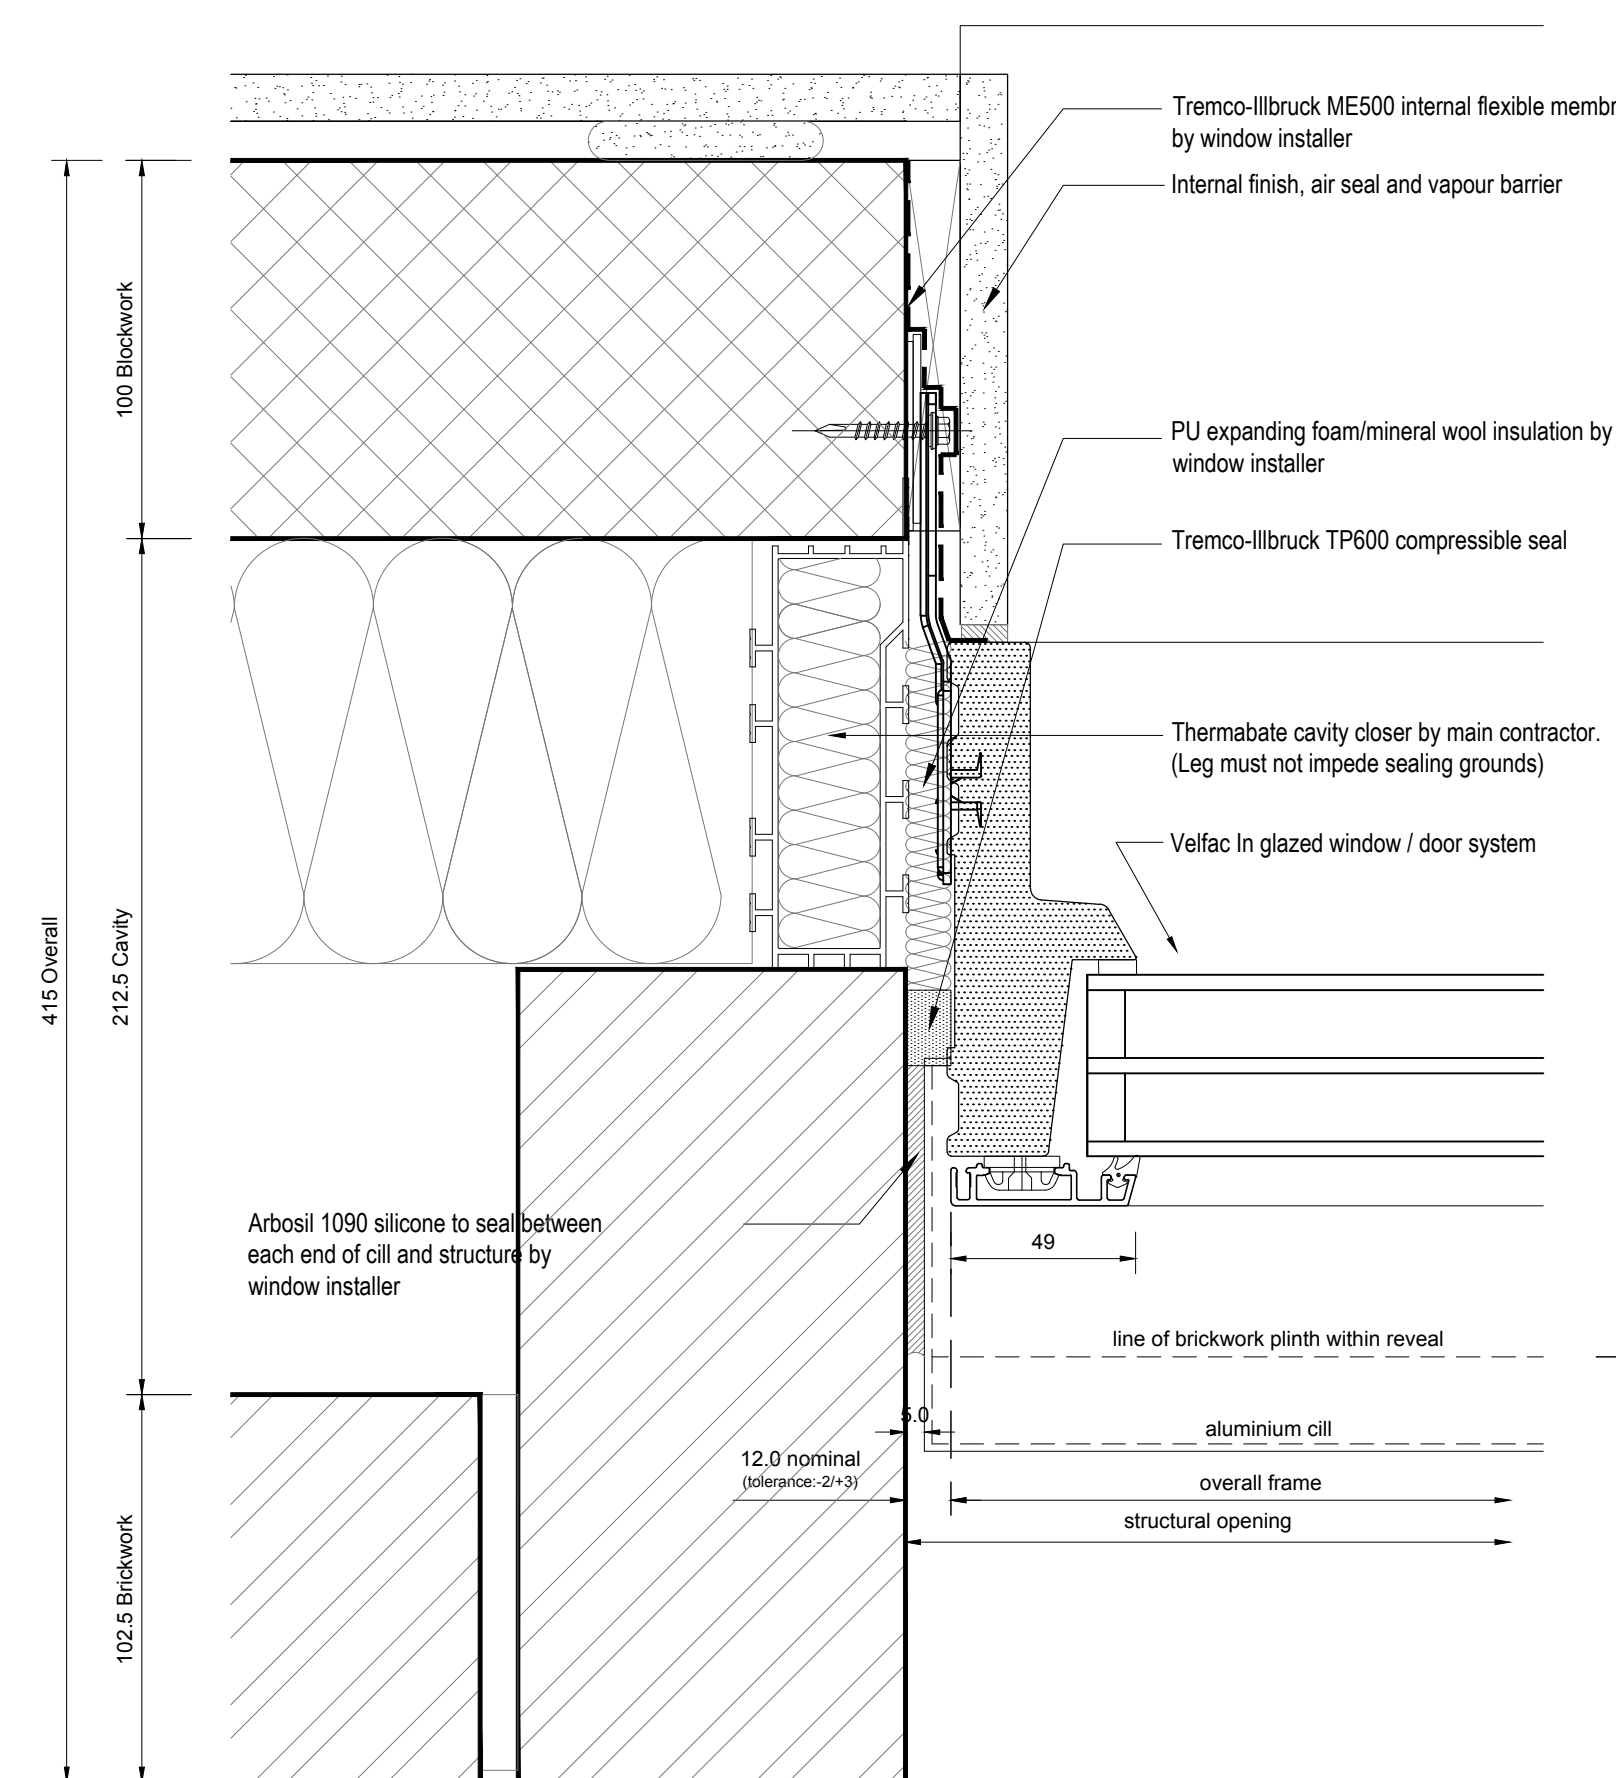 Tremco-Illbruck ME500 internal flexible
by window installer
Internal finish, air seal and vapour barrier
PU expanding foam/mineral wool insulation by
window installer
Tremco-Illbruck TP600 compressible seal
Thermabate cavity closer by main contractor.
(Leg must not impede sealing grounds)
Velfac In glazed window / door system
100 Blockwork
415 Overall
212.5 Cavity
102.5 Brickwork
Arbosil 1090 silicone to seal between
each end of cill and structure by
window installer
49
line of brickwork plinth within reveal
5.0
aluminium cill
12.0 nominal
(tolerance:-2/+3)
overall frame
structural opening